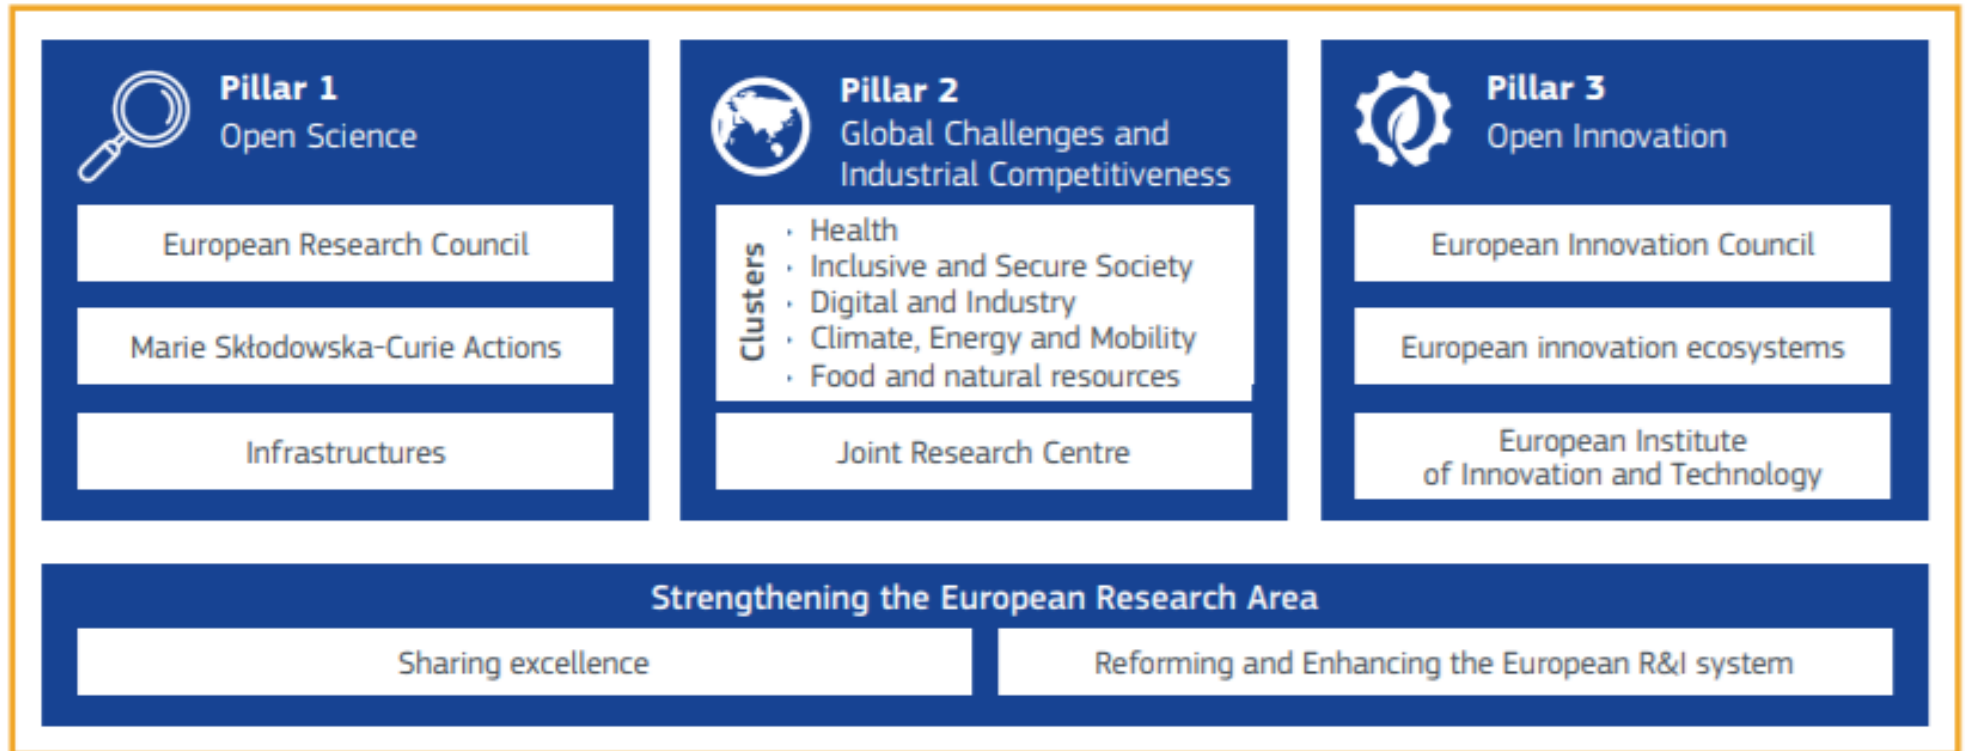 Pillar 1
Open Science
European Research Council
Marie Skłodowska-Curie Actions
Infrastructures
Pillar 2
Global Challenges and
Industrial Competitiveness
Clusters
· Health
· Inclusive and Secure Society
· Digital and Industry
· Climate, Energy and Mobility
· Food and natural resources
Joint Research Centre
Pillar 3
Open Innovation
European Innovation Council
European innovation ecosystems
European Institute
of Innovation and Technology
Strengthening the European Research Area
Sharing excellence
Reforming and Enhancing the European R&I system